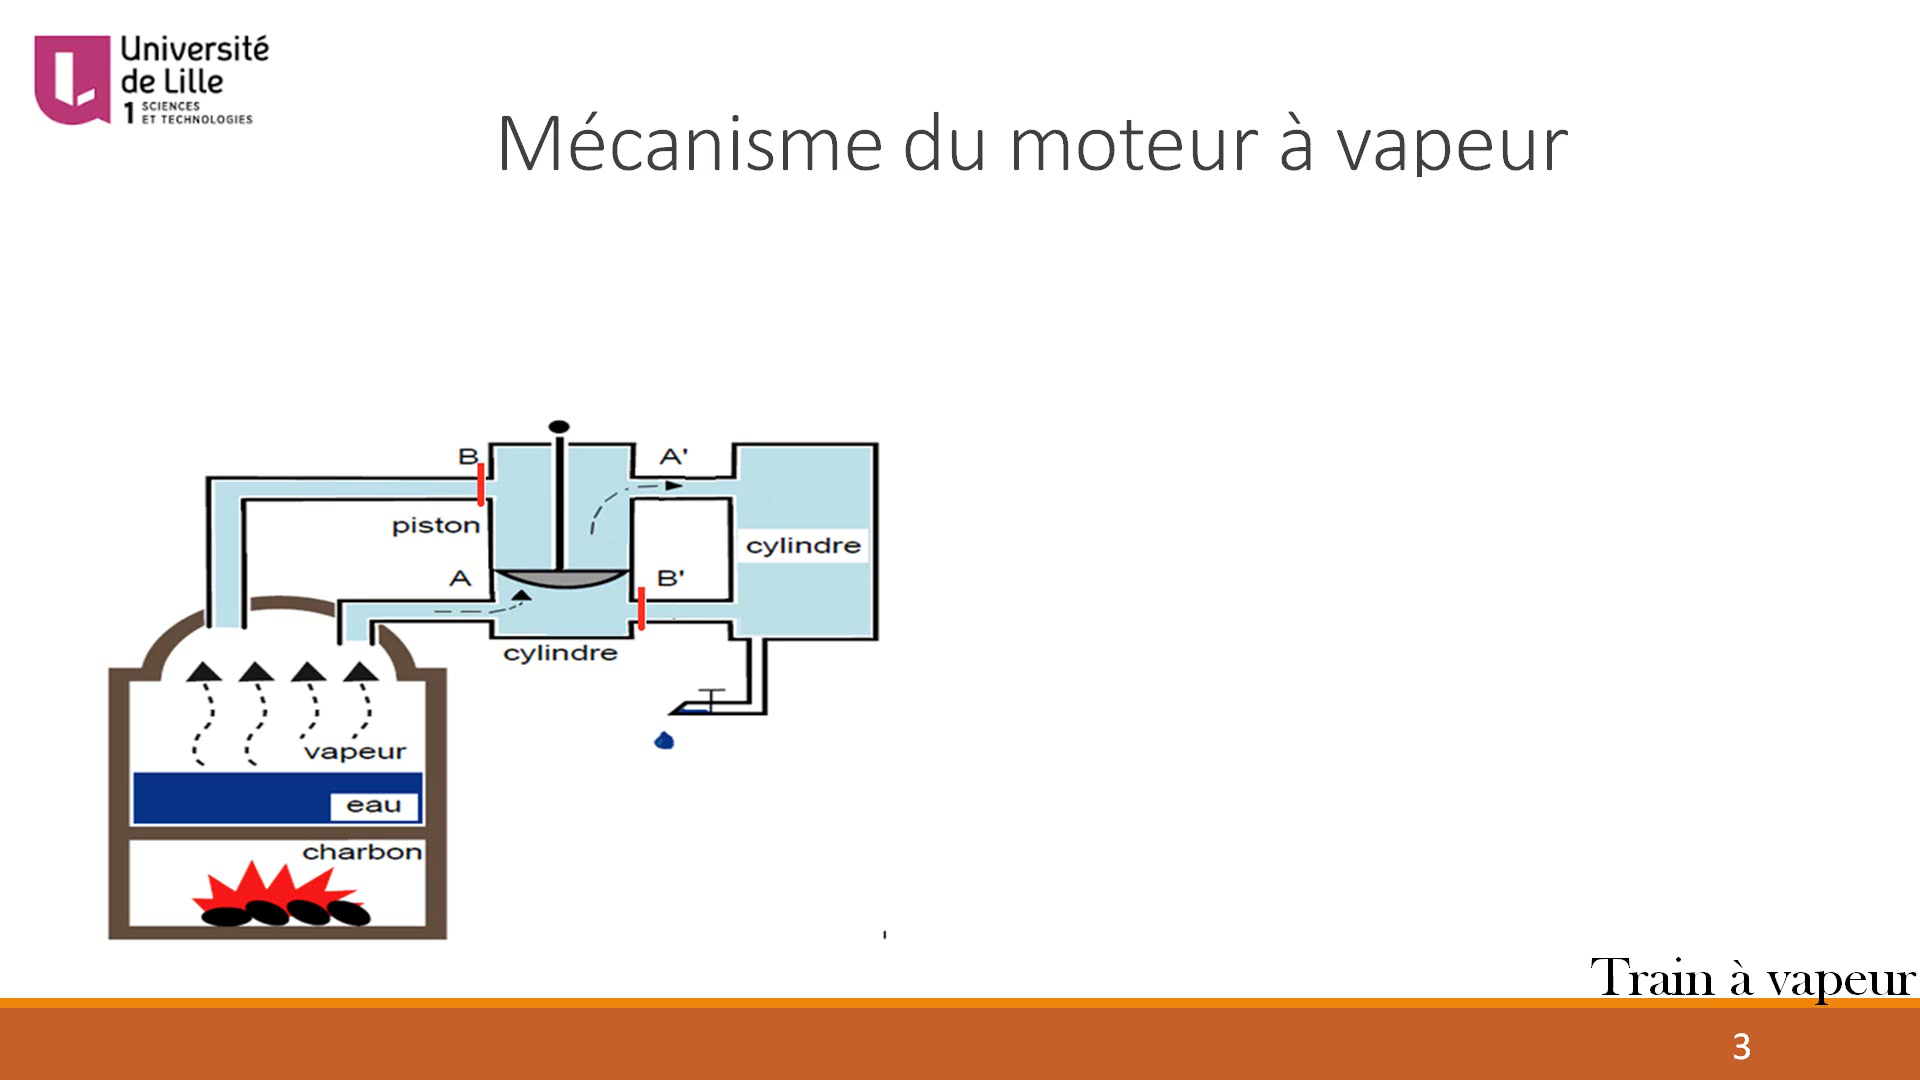 Université
de Lille
1 SCIENCES
ET TECHNOLOGIES
Mécanisme du moteur à vapeur
B
A'
piston
cylindre
A
B'
cylindre
vapeur
eau
charbon
Train à vapeur
3